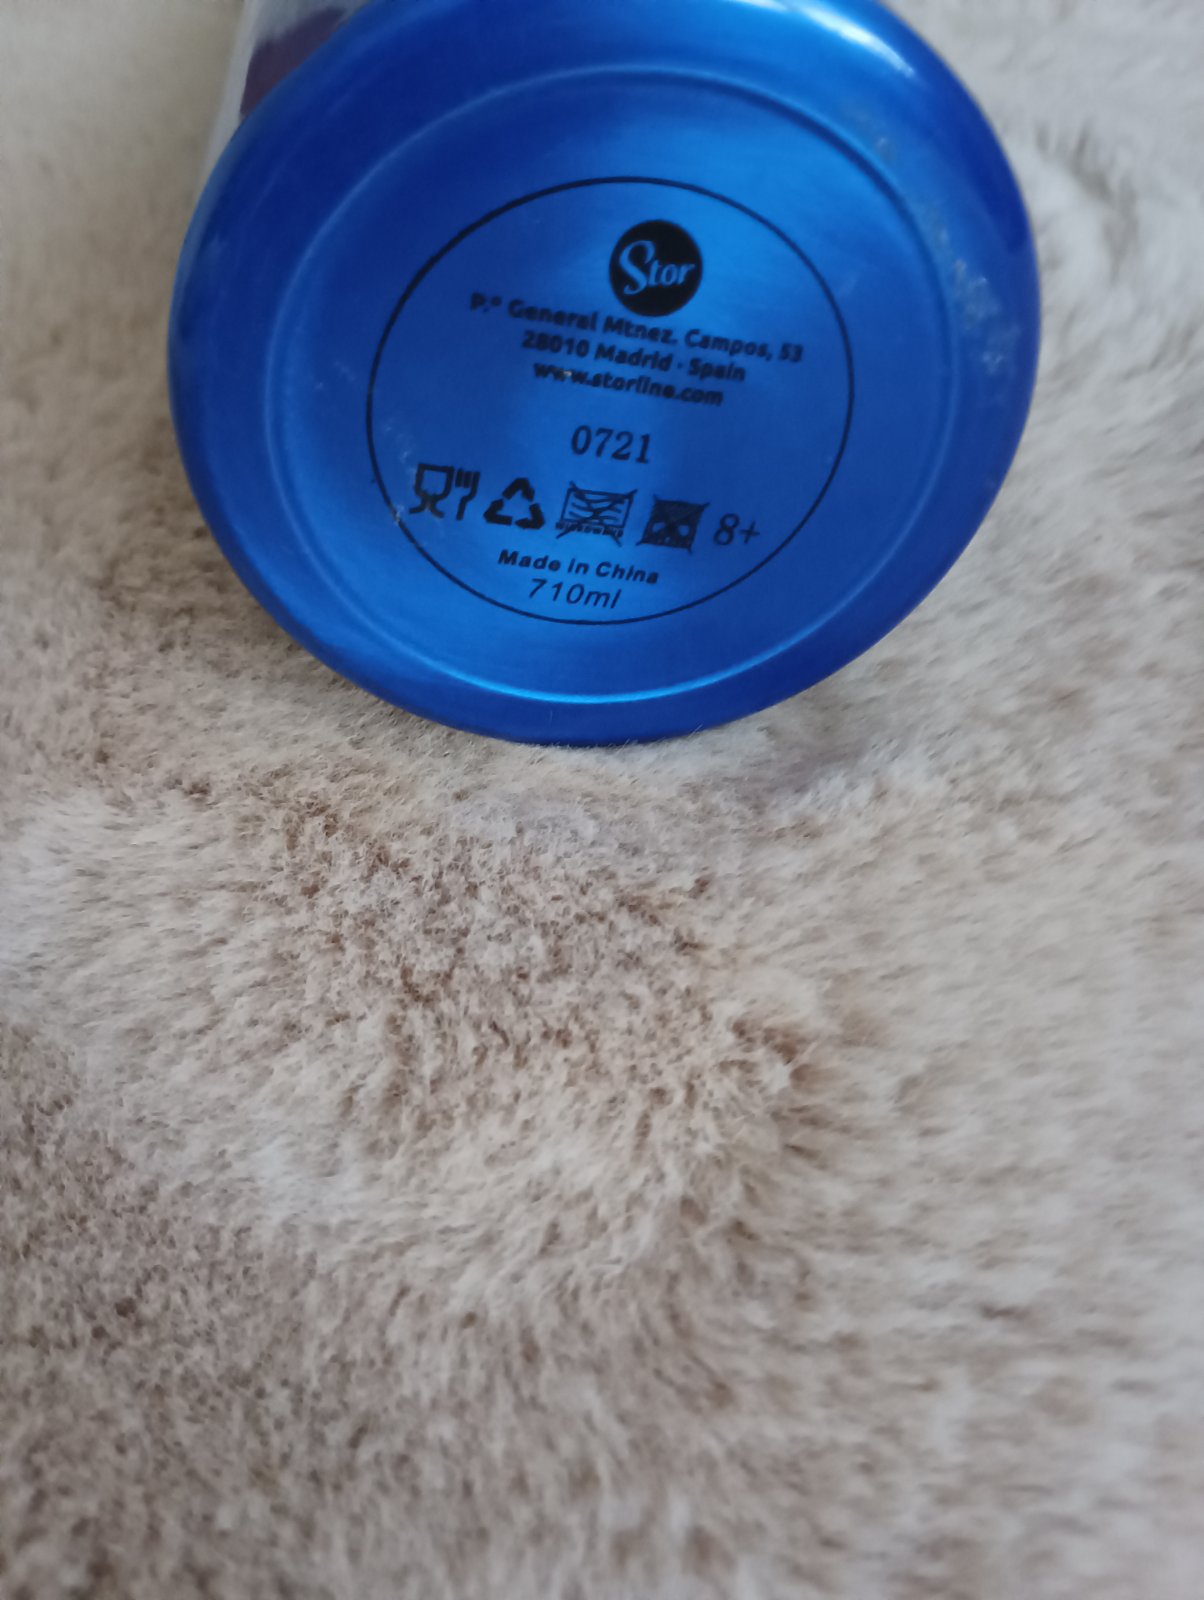 Stor
P.º General Mtnez. Campos, 53
28010 Madrid · Spain
www.storline.com
0721
8+
Made in China
710ml